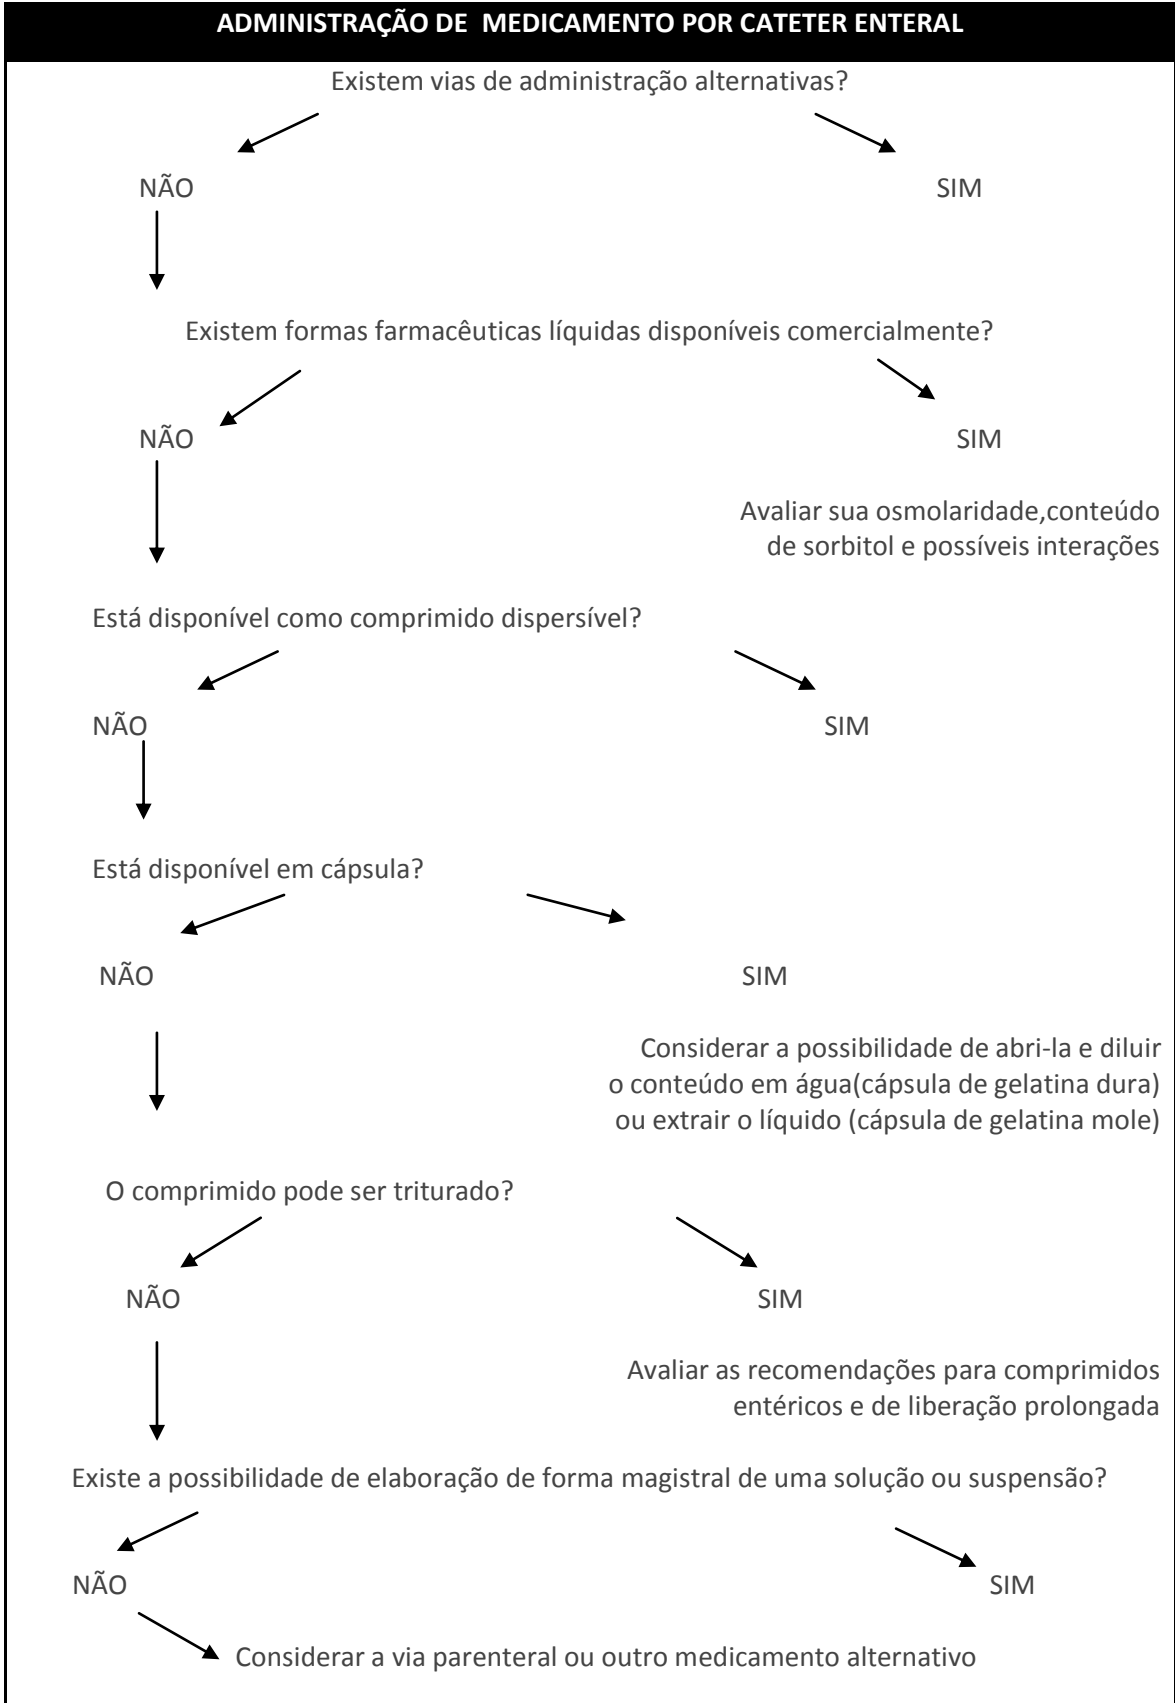 ADMINISTRAÇÃO DE MEDICAMENTO POR CATETER ENTERAL
Existem vias de administração alternativas?
NÃO SIM
Existem formas farmacêuticas líquidas disponíveis comercialmente?
NÃO SIM
Avaliar sua osmolaridade,conteúdo
de sorbitol e possíveis interações
Está disponível como comprimido dispersível?
NÃO SIM
Está disponível em cápsula?
NÃO SIM
Considerar a possibilidade de abri-la e diluir
o conteúdo em água(cápsula de gelatina dura)
ou extrair o líquido (cápsula de gelatina mole)
O comprimido pode ser triturado?
NÃO SIM
Avaliar as recomendações para comprimidos
entéricos e de liberação prolongada
Existe a possibilidade de elaboração de forma magistral de uma solução ou suspensão?
NÃO SIM
Considerar a via parenteral ou outro medicamento alternativo